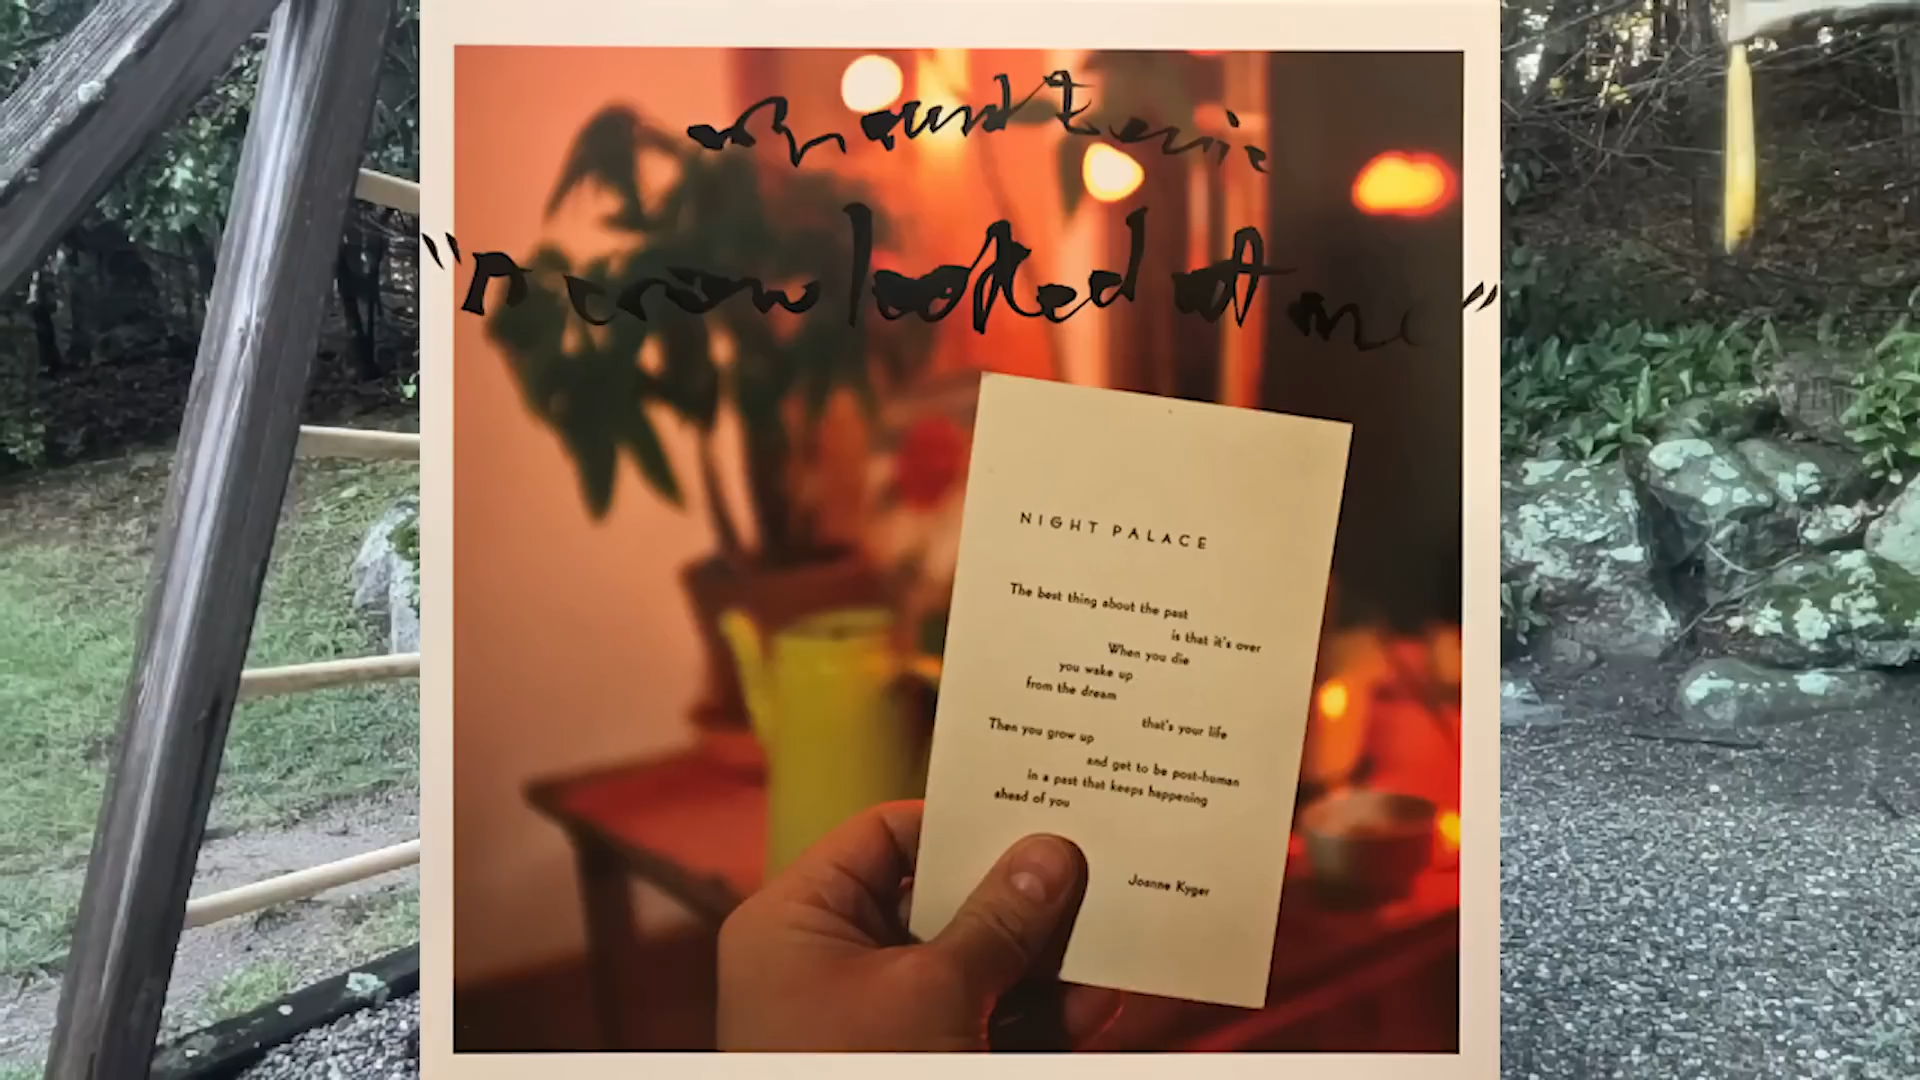 mount eerie
"A crow looked at me"
NIGHT PALACE
The best thing about the past
is that it's over
When you die
you wake up
from the dream
that's your life
Then you grow up
and get to be post-human
in a past that keeps happening
ahead of you
Joanne Kyger